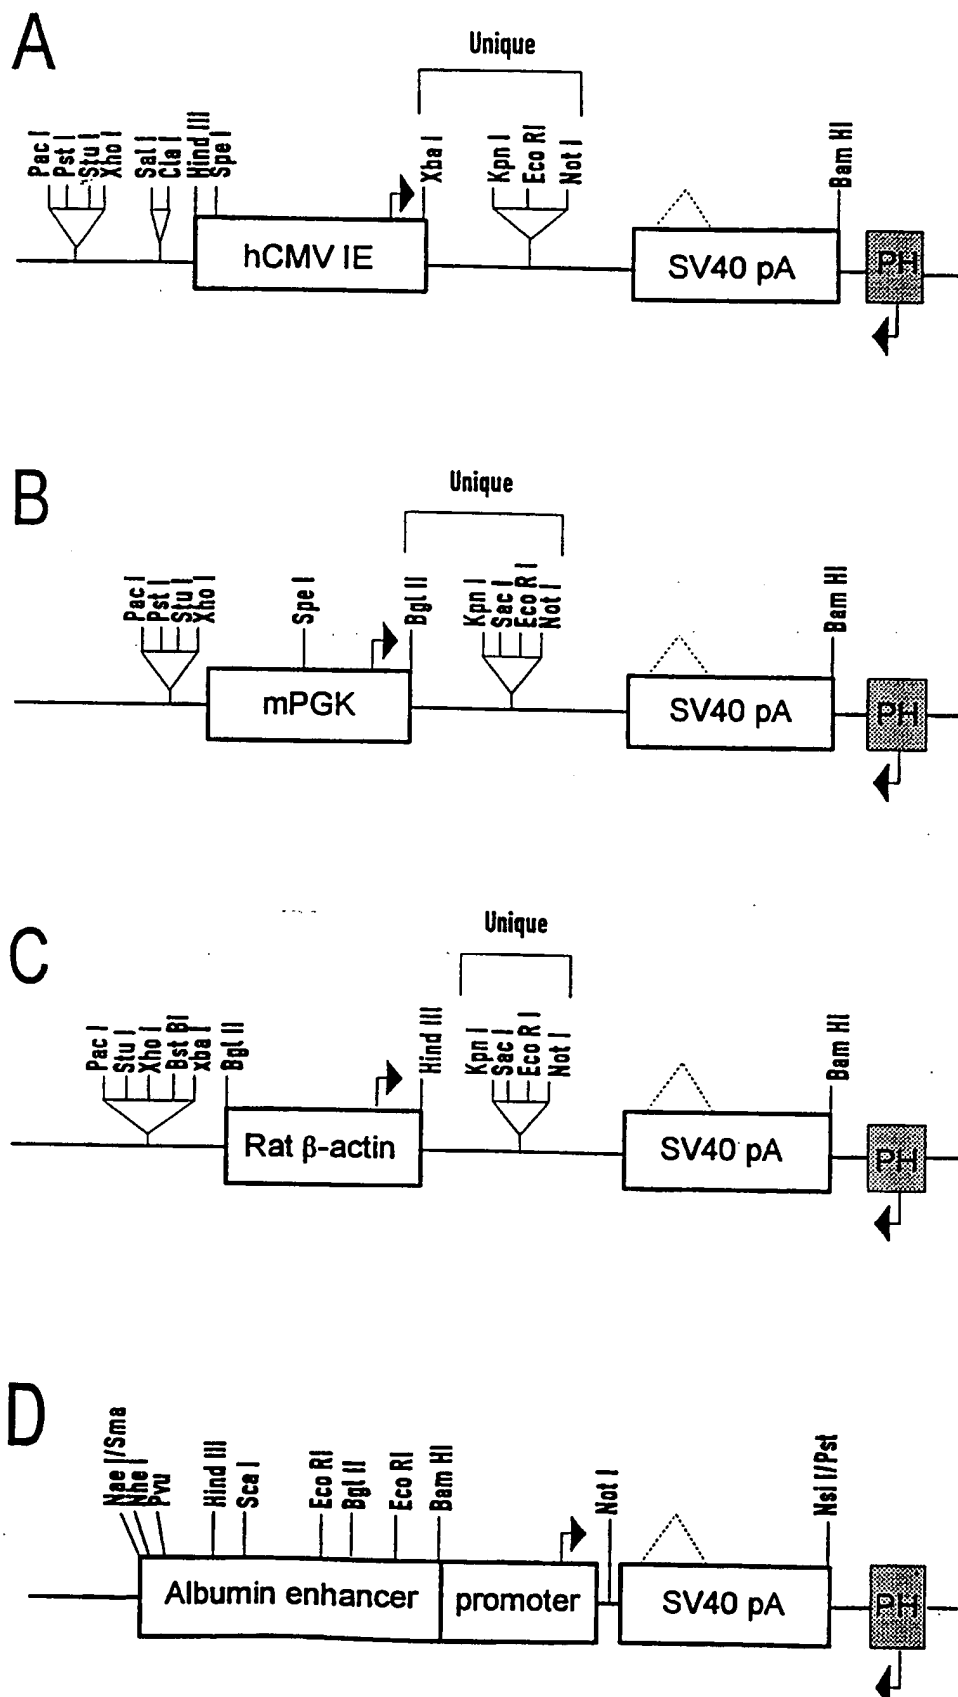 A
Unique
Pac I
Pst I
Stu I
Xho I
Sal I
Cla I
Hind III
Spe I
Xba I
Kpn I
Eco RI
Not I
Bam HI
hCMV IE
SV40 pA
PH
B
Unique
Pac I
Pst I
Stu I
Xho I
Spe I
Bgl II
Kpn I
Sac I
Eco R I
Not I
Bam HI
mPGK
SV40 pA
PH
C
Unique
Pac I
Stu I
Xho I
Bst BI
Xba I
Bgl II
Hind III
Kpn I
Sac I
Eco R I
Not I
Bam HI
Rat β-actin
SV40 pA
PH
D
Nae I/Sma
Nhe I
Pvu
Hind III
Sca I
Eco RI
Bgl II
Eco RI
Bam HI
Not I
Nsi I/Pst
Albumin enhancer
promoter
SV40 pA
PH